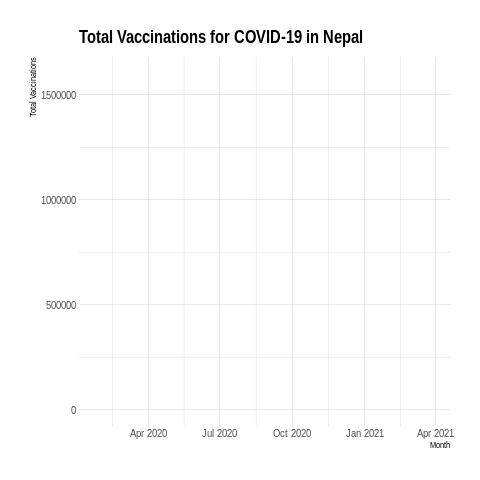 Total Vaccinations for COVID-19 in Nepal
Total Vaccinations
1500000
1000000
500000
0
Apr 2020 Jul 2020 Oct 2020 Jan 2021 Apr 2021
Month